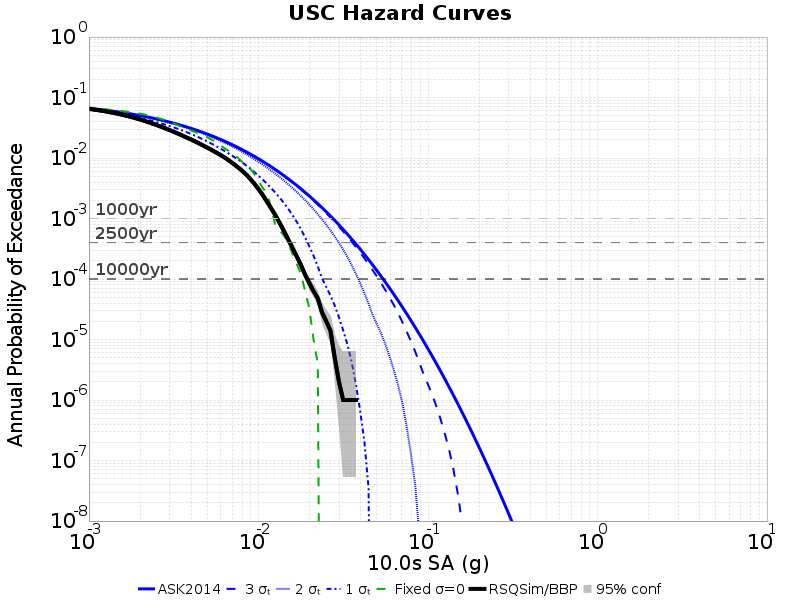 USC Hazard Curves
Annual Probability of Exceedance
10⁰
10⁻¹
10⁻²
10⁻³
10⁻⁴
10⁻⁵
10⁻⁶
10⁻⁷
10⁻⁸
1000yr
2500yr
10000yr
10⁻³ 10⁻² 10⁻¹ 10⁰ 10¹
10.0s SA (g)
ASK2014 3 σₜ 2 σₜ 1 σₜ Fixed σ=0 RSQSim/BBP 95% conf